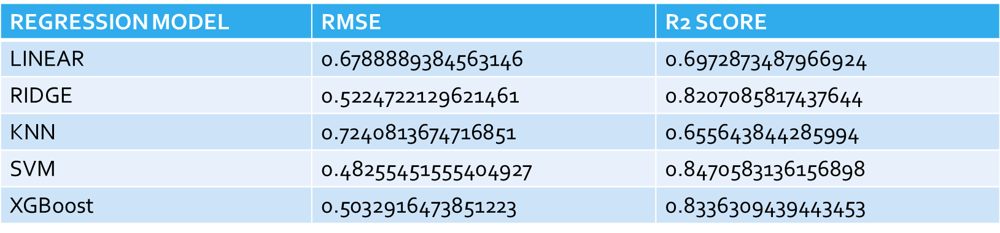 REGRESSION MODEL RMSE R2 SCORE
LINEAR 0.6788889384563146 0.6972873487966924
RIDGE 0.5224722129621461 0.8207085817437644
KNN 0.7240813674716851 0.655643844285994
SVM 0.48255451555404927 0.8470583136156898
XGBoost 0.5032916473851223 0.8336309439443453